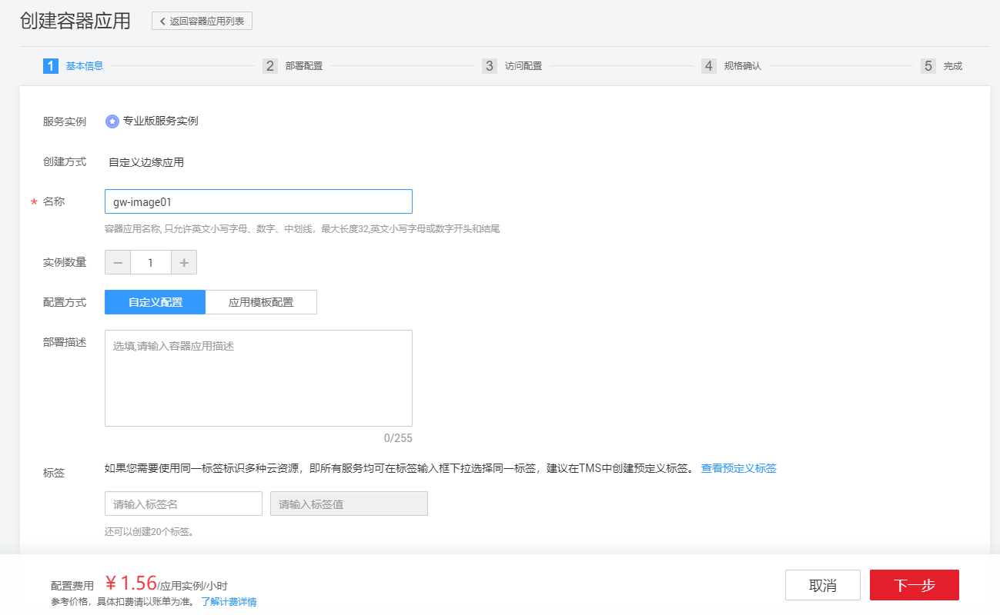 创建容器应用
返回容器应用列表
1 基本信息 2 部署配置 3 访问配置 4 规格确认 5 完成
服务实例 专业版服务实例
创建方式 自定义边缘应用
* 名称 gw-image01
容器应用名称, 只允许英文小写字母、数字、中划线，最大长度32,英文小写字母或数字开头和结尾
实例数量 − 1 +
配置方式 自定义配置 应用模板配置
部署描述 选填,请输入容器应用描述
0/255
标签 如果您需要使用同一标签标识多种云资源，即所有服务均可在标签输入框下拉选择同一标签，建议在TMS中创建预定义标签。 查看预定义标签
请输入标签名 请输入标签值
还可以创建20个标签。
配置费用 ¥ 1.56/应用实例/小时
参考价格，具体扣费请以账单为准。 了解计费详情
取消 下一步